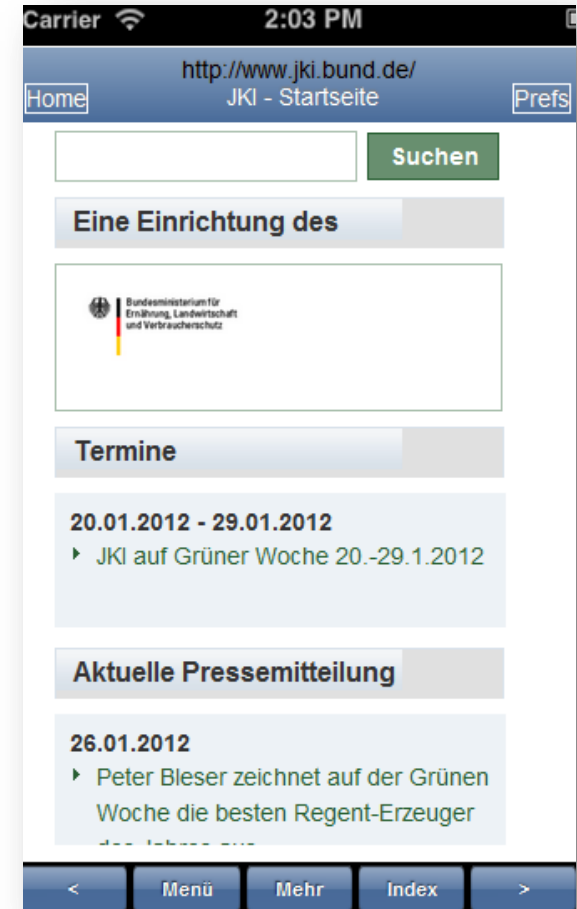 Carrier 2:03 PM
http://www.jki.bund.de/
Home JKI - Startseite Prefs
Suchen
Eine Einrichtung des
Bundesministerium für
Ernährung, Landwirtschaft
und Verbraucherschutz
Termine
20.01.2012 - 29.01.2012
JKI auf Grüner Woche 20.-29.1.2012
Aktuelle Pressemitteilung
26.01.2012
Peter Bleser zeichnet auf der Grünen
Woche die besten Regent-Erzeuger
des Jahres aus
< Menü Mehr Index >